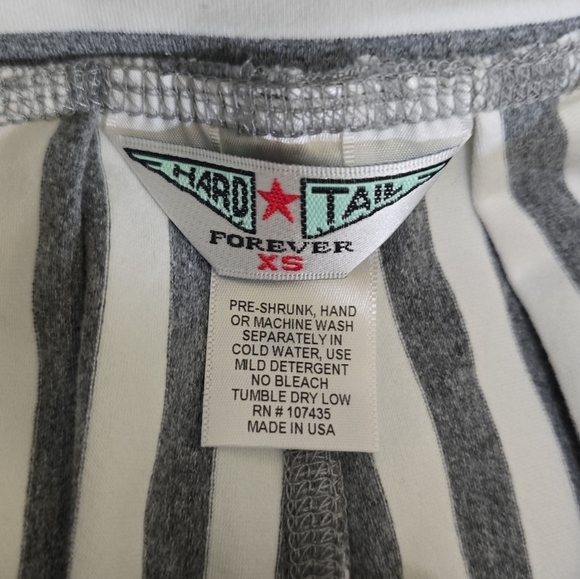 HARD TAIL
FOREVER
XS
PRE-SHRUNK, HAND
OR MACHINE WASH
SEPARATELY IN
COLD WATER, USE
MILD DETERGENT
NO BLEACH
TUMBLE DRY LOW
RN # 107435
MADE IN USA